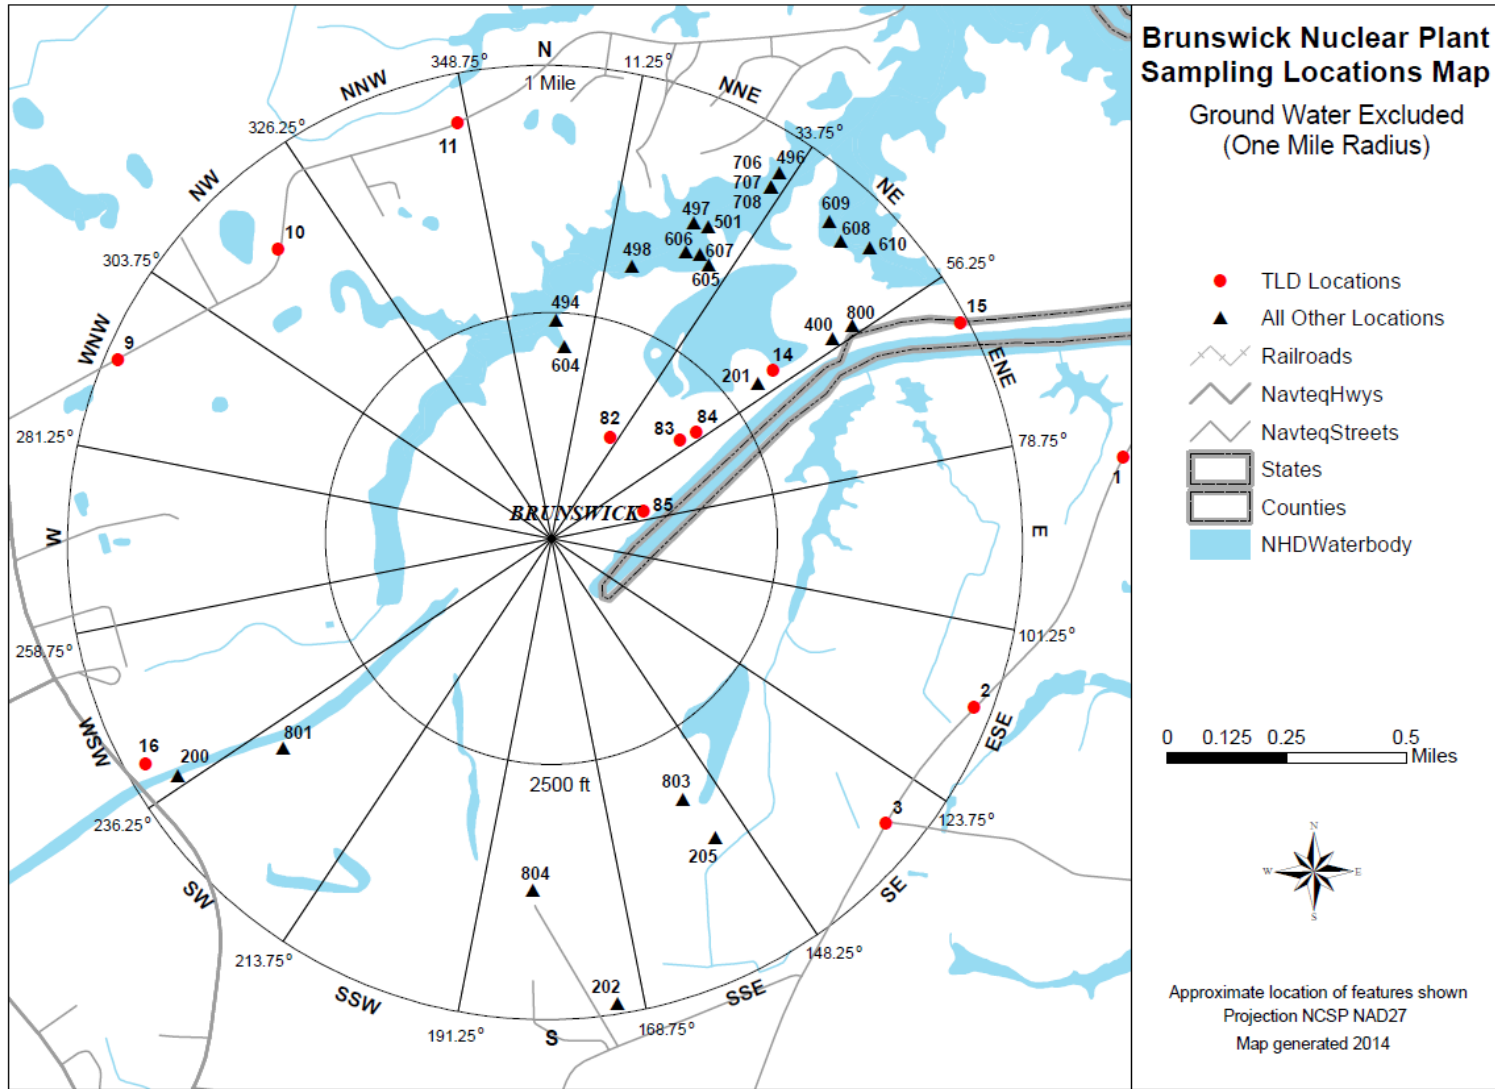 Brunswick Nuclear Plant
Sampling Locations Map
Ground Water Excluded
(One Mile Radius)
TLD Locations
All Other Locations
Railroads
NavteqHwys
NavteqStreets
States
Counties
NHDWaterbody
0 0.125 0.25 0.5
Miles
N
W E
S
Approximate location of features shown
Projection NCSP NAD27
Map generated 2014
N
348.75°
11.25°
1 Mile
NNW
NNE
326.25°
33.75°
11
706 496
707
708
NW
NE
609
497
501
608
610
10
606
607
498
605
303.75°
56.25°
494
15
800
400
WNW
9
604
14
ENE
201
82
83
84
281.25°
78.75°
1
85
BRUNSWICK
W
E
258.75°
101.25°
2
WSW
ESE
16
200
801
2500 ft
803
3
236.25°
123.75°
205
804
SW
SE
213.75°
148.25°
202
SSW
SSE
191.25°
S
168.75°